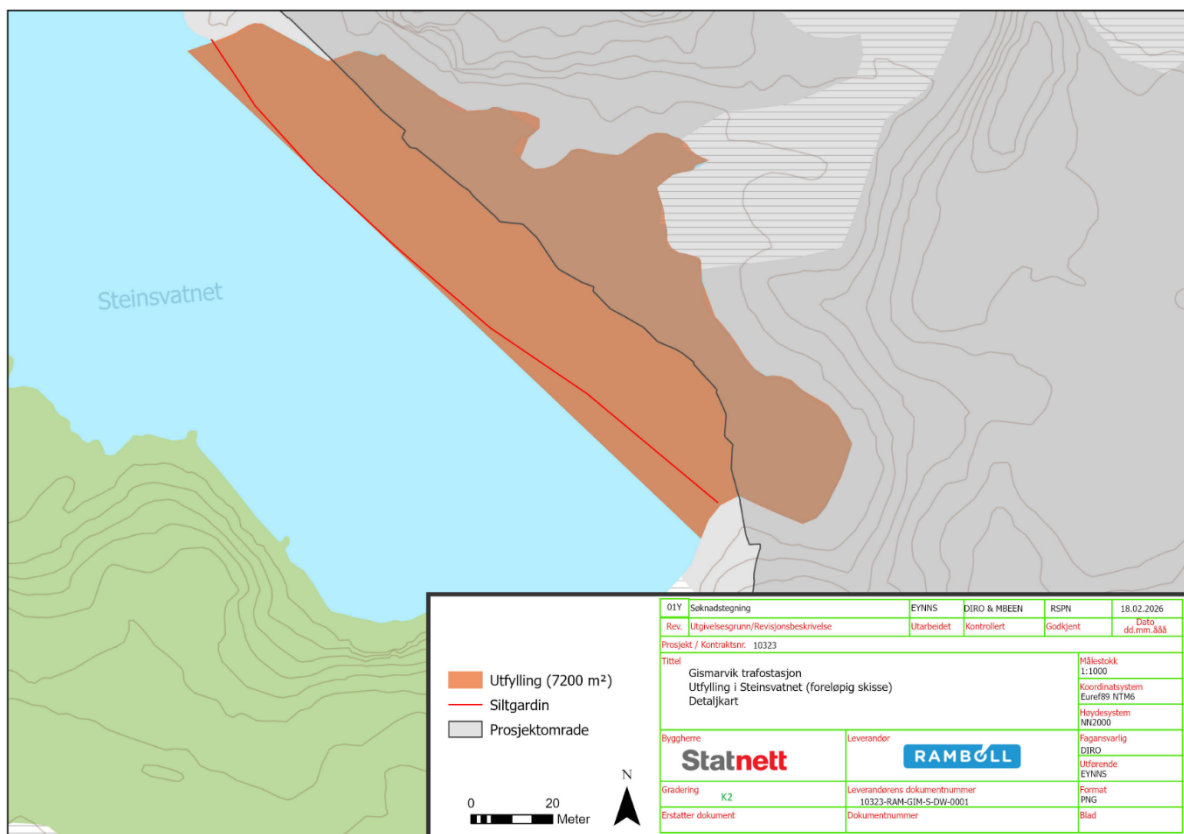 Steinsvatnet
Utfylling (7200 m²)
Siltgardin
Prosjektomrade
0 20
Meter
N
01Y Søknadstegning EYNNS DIRO & MBEEN RSPN 18.02.2026
Rev. Utgivelsesgrunn/Revisjonsbeskrivelse Utarbeidet Kontrollert Godkjent Dato
dd.mm.ååå
Prosjekt / Kontraktsnr. 10323
Tittel
Gismarvik trafostasjon
Utfylling i Steinsvatnet (foreløpig skisse)
Detaljkart
Målestokk
1:1000
Koordinatsystem
Euref89 NTM6
Høydesystem
NN2000
Byggherre
Statnett
Leverandør
RAMBOLL
Fagansvarlig
DIRO
Utførende
EYNNS
Gradering
K2
Leverandørens dokumentnummer
10323-RAM-GIM-S-DW-0001
Format
PNG
Erstatter dokument
Dokumentnummer
Blad